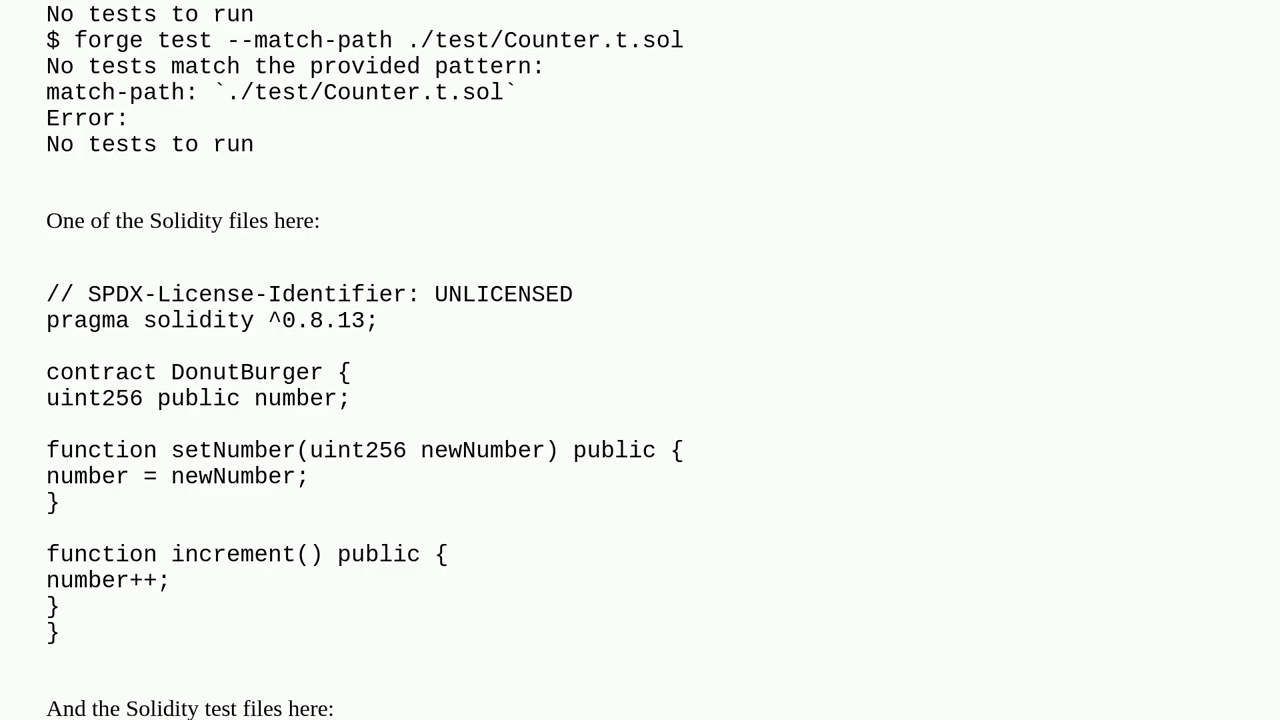 No tests to run
$ forge test --match-path ./test/Counter.t.sol
No tests match the provided pattern:
match-path: `./test/Counter.t.sol`
Error:
No tests to run
One of the Solidity files here:
// SPDX-License-Identifier: UNLICENSED
pragma solidity ^0.8.13;
contract DonutBurger {
uint256 public number;
function setNumber(uint256 newNumber) public {
number = newNumber;
}
function increment() public {
number++;
}
}
And the Solidity test files here: